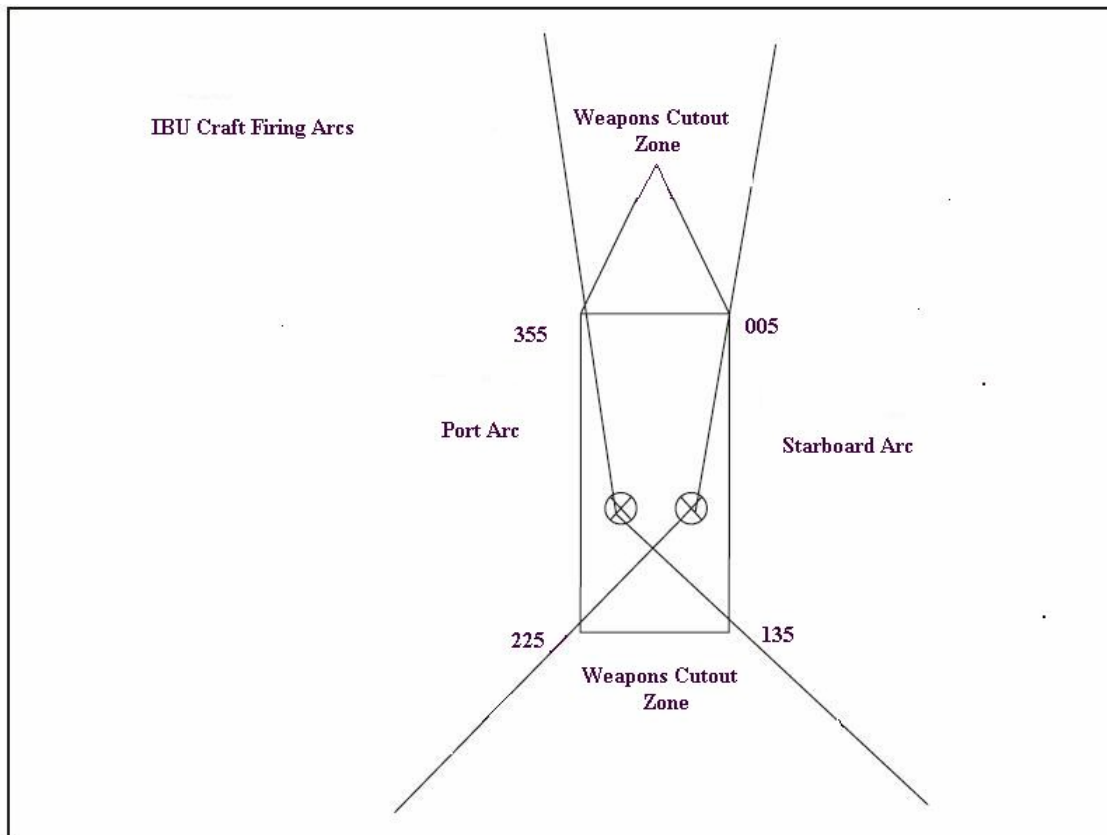 IBU Craft Firing Arcs
Weapons Cutout
Zone
355
005
Port Arc
Starboard Arc
225
135
Weapons Cutout
Zone